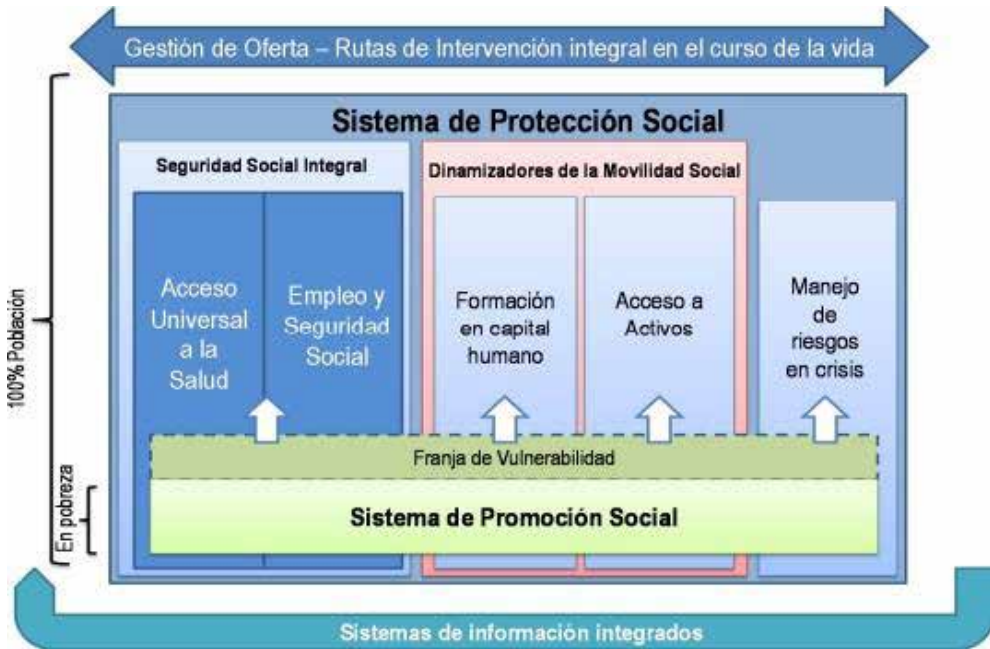 Gestión de Oferta – Rutas de Intervención integral en el curso de la vida
Sistema de Protección Social
Seguridad Social Integral
Dinamizadores de la Movilidad Social
Acceso
Universal
a la
Salud
Empleo y
Seguridad
Social
Formación
en capital
humano
Acceso a
Activos
Manejo
de
riesgos
en crisis
100% Población
En pobreza
Franja de Vulnerabilidad
Sistema de Promoción Social
Sistemas de información integrados